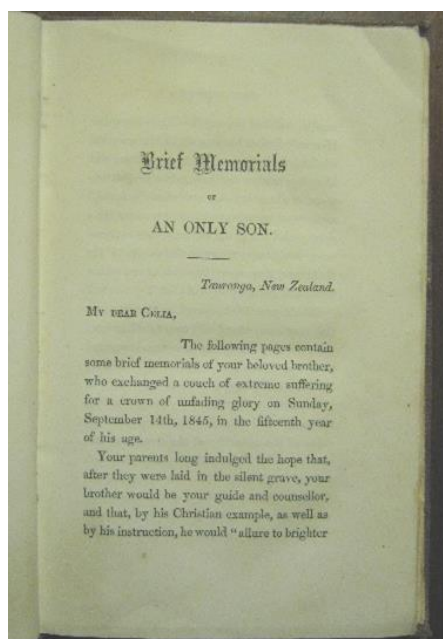 Brief Memorials
OF
AN ONLY SON.
Tauranga, New Zealand.
MY DEAR CELIA,
The following pages contain
some brief memorials of your beloved brother,
who exchanged a couch of extreme suffering
for a crown of unfading glory on Sunday,
September 14th, 1845, in the fifteenth year
of his age.
Your parents long indulged the hope that,
after they were laid in the silent grave, your
brother would be your guide and counsellor,
and that, by his Christian example, as well as
by his instruction, he would "allure to brighter